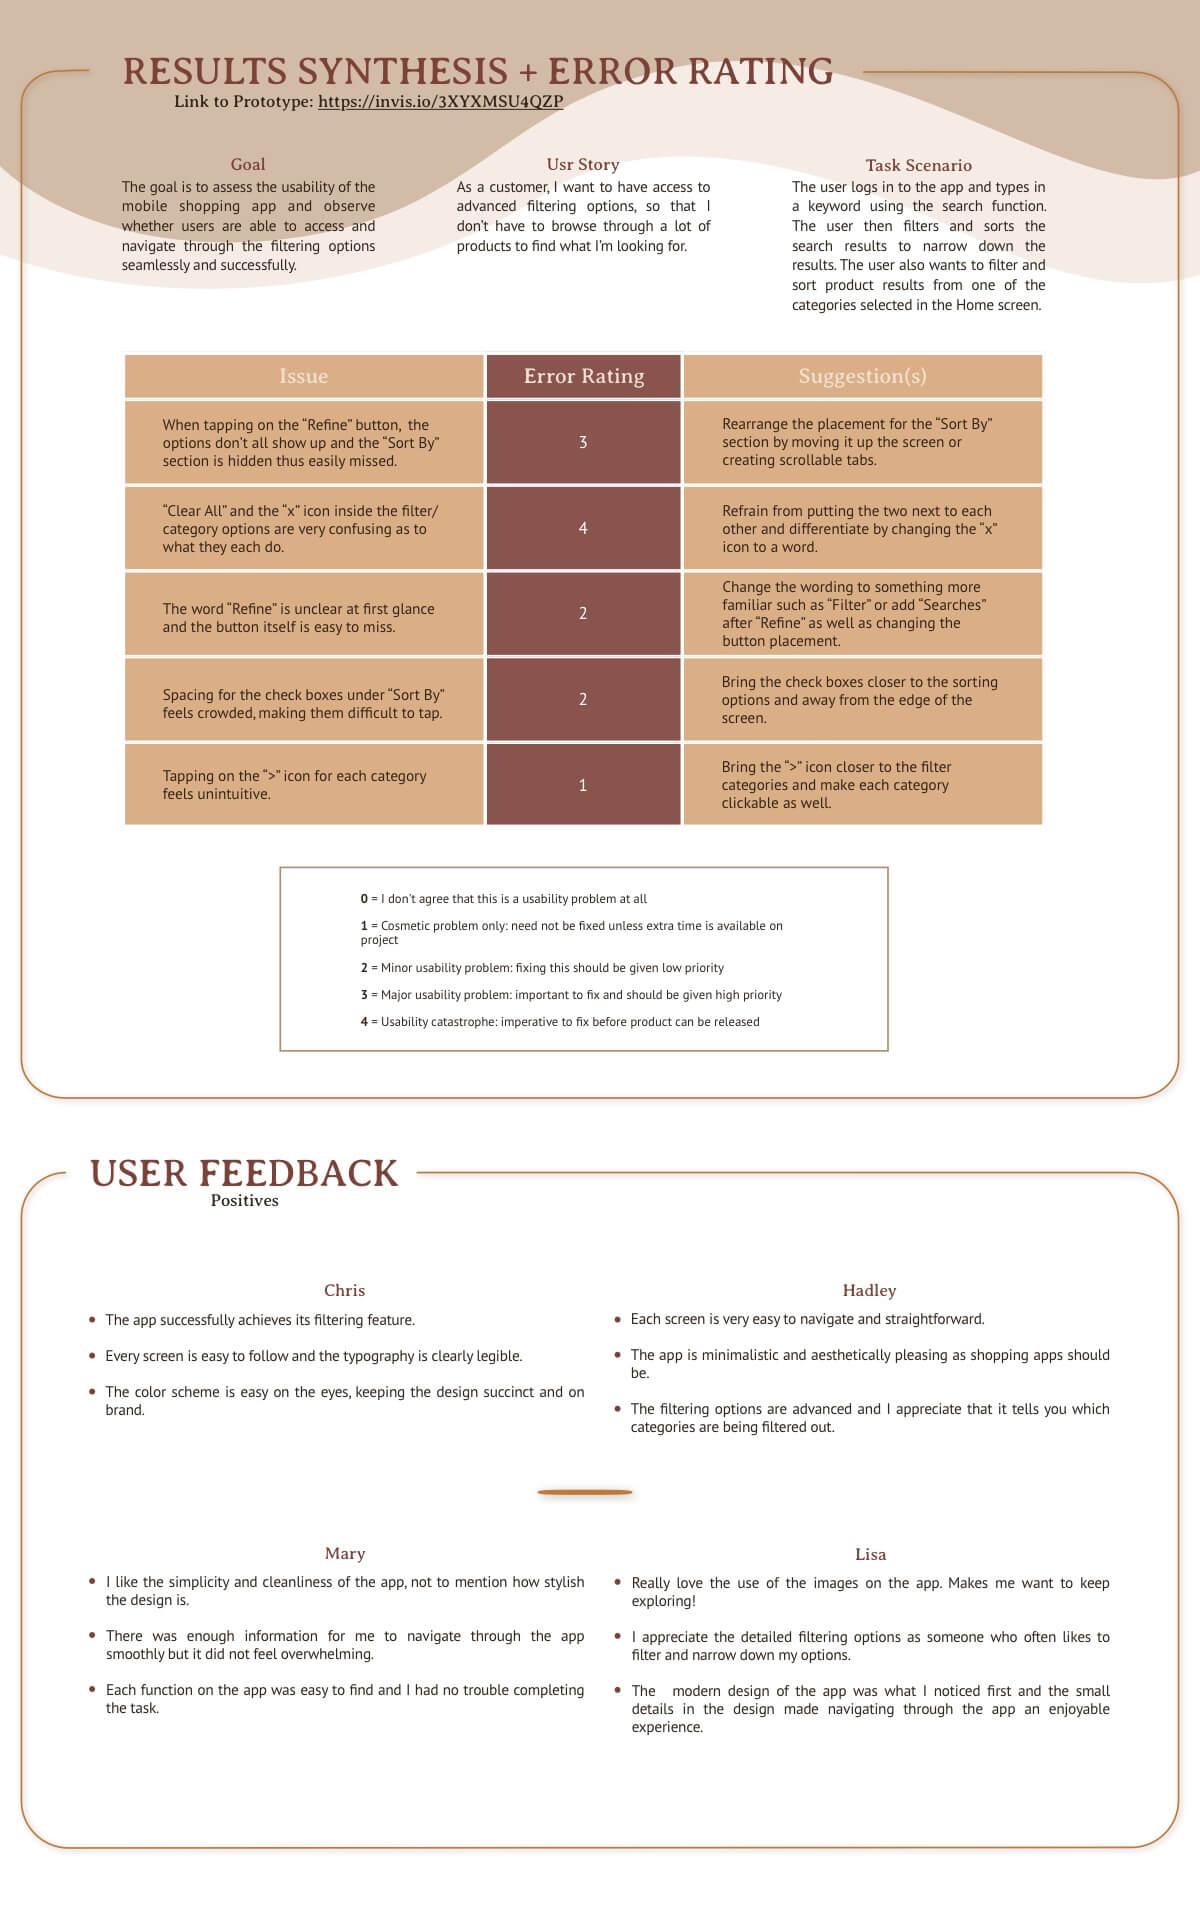 RESULTS SYNTHESIS + ERROR RATING
Link to Prototype: https://invis.io/3XYXMSU4QZP
Goal
The goal is to assess the usability of the
mobile shopping app and observe
whether users are able to access and
navigate through the filtering options
seamlessly and successfully.
Usr Story
As a customer, I want to have access to
advanced filtering options, so that I
don't have to browse through a lot of
products to find what I'm looking for.
Task Scenario
The user logs in to the app and types in
a keyword using the search function.
The user then filters and sorts the
search results to narrow down the
results. The user also wants to filter and
sort product results from one of the
categories selected in the Home screen.
Issue
Error Rating
Suggestion(s)
When tapping on the “Refine” button, the
options don't all show up and the “Sort By”
section is hidden thus easily missed.
3
Rearrange the placement for the “Sort By”
section by moving it up the screen or
creating scrollable tabs.
“Clear All” and the “x” icon inside the filter/
category options are very confusing as to
what they each do.
4
Refrain from putting the two next to each
other and differentiate by changing the “x”
icon to a word.
The word “Refine” is unclear at first glance
and the button itself is easy to miss.
2
Change the wording to something more
familiar such as “Filter” or add “Searches”
after “Refine” as well as changing the
button placement.
Spacing for the check boxes under “Sort By”
feels crowded, making them difficult to tap.
2
Bring the check boxes closer to the sorting
options and away from the edge of the
screen.
Tapping on the “>” icon for each category
feels unintuitive.
1
Bring the “>” icon closer to the filter
categories and make each category
clickable as well.
0 = I don't agree that this is a usability problem at all
1 = Cosmetic problem only: need not be fixed unless extra time is available on
project
2 = Minor usability problem: fixing this should be given low priority
3 = Major usability problem: important to fix and should be given high priority
4 = Usability catastrophe: imperative to fix before product can be released
USER FEEDBACK
Positives
Chris
• The app successfully achieves its filtering feature.
• Every screen is easy to follow and the typography is clearly legible.
• The color scheme is easy on the eyes, keeping the design succinct and on
brand.
Hadley
• Each screen is very easy to navigate and straightforward.
• The app is minimalistic and aesthetically pleasing as shopping apps should
be.
• The filtering options are advanced and I appreciate that it tells you which
categories are being filtered out.
Mary
• I like the simplicity and cleanliness of the app, not to mention how stylish
the design is.
• There was enough information for me to navigate through the app
smoothly but it did not feel overwhelming.
• Each function on the app was easy to find and I had no trouble completing
the task.
Lisa
• Really love the use of the images on the app. Makes me want to keep
exploring!
• I appreciate the detailed filtering options as someone who often likes to
filter and narrow down my options.
• The modern design of the app was what I noticed first and the small
details in the design made navigating through the app an enjoyable
experience.